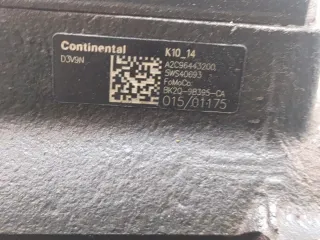 Continental K10_14
D3V9N A2C96443200
5WS40693
FoMoCo
BK2Q-9B395-CA
015/01175